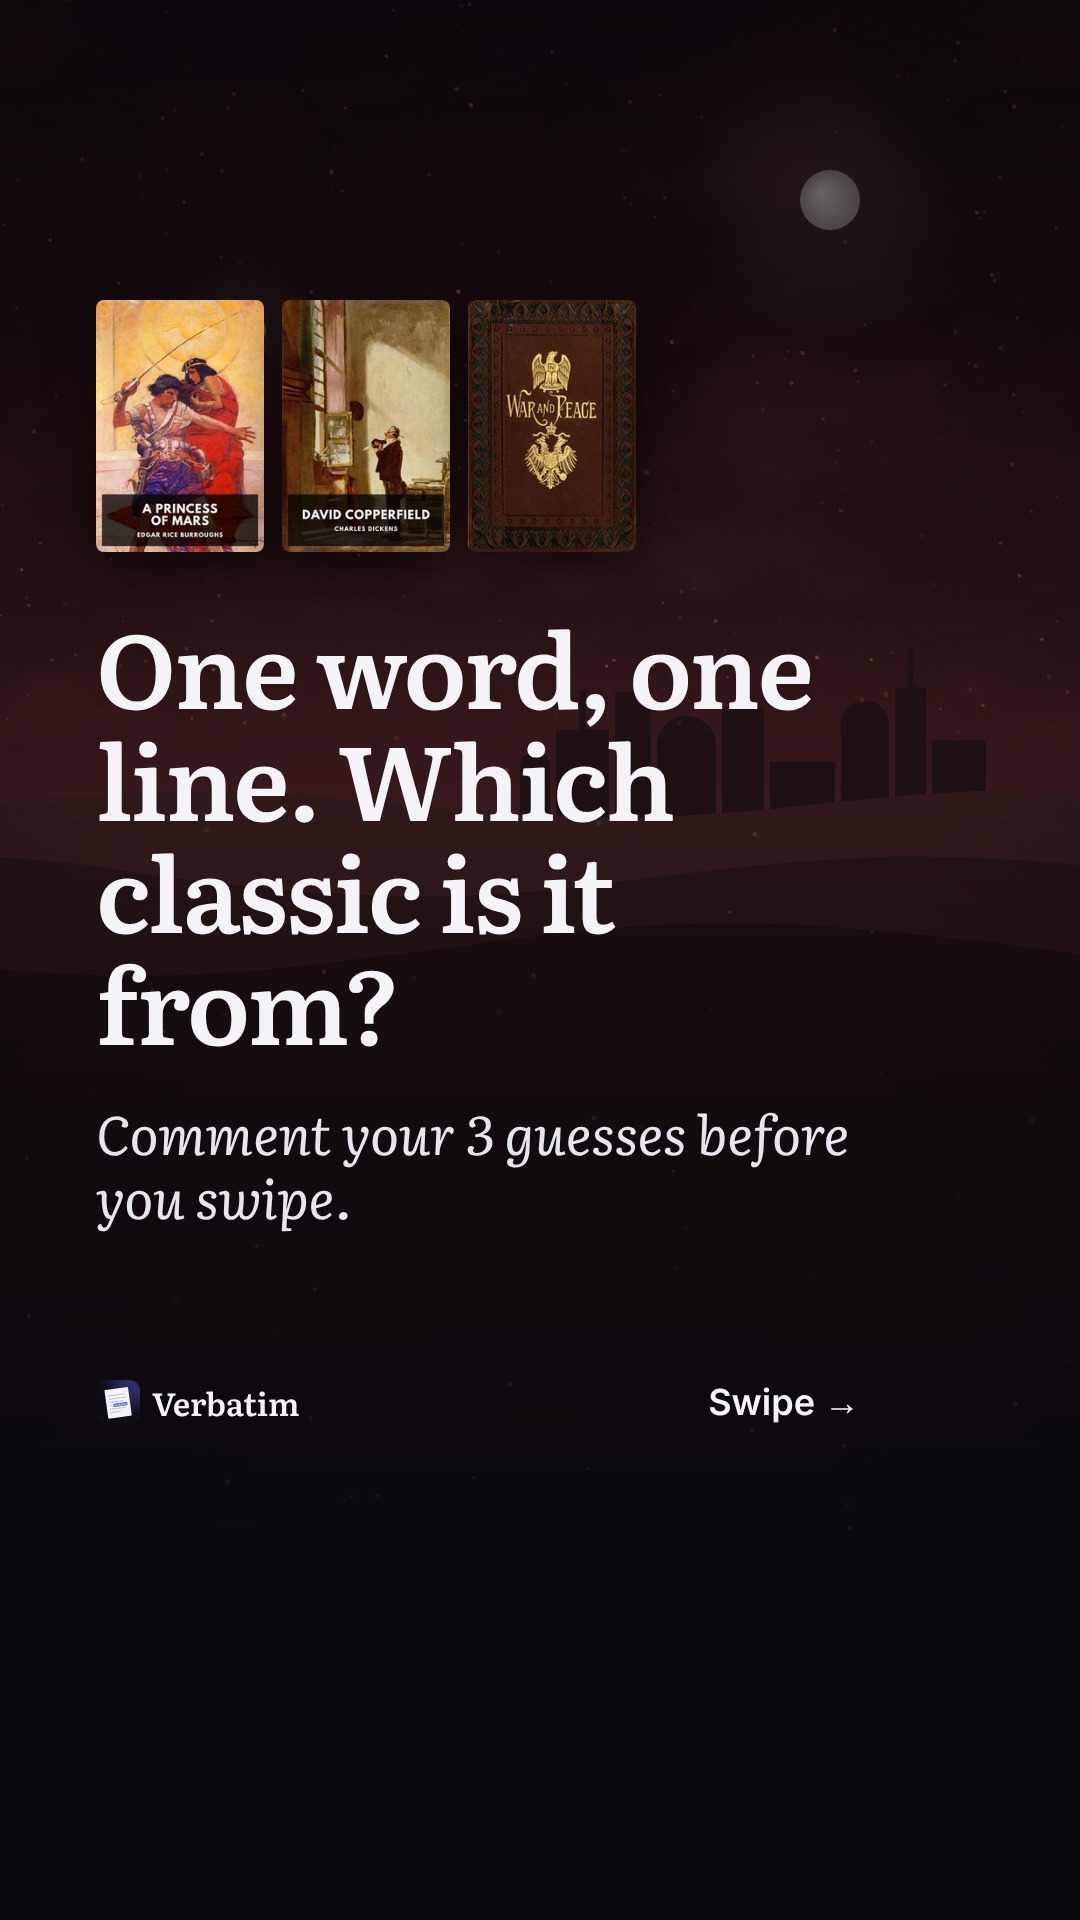 A PRINCESS
OF MARS
EDGAR RICE BURROUGHS
DAVID COPPERFIELD
CHARLES DICKENS
WAR AND PEACE
One word, one
line. Which
classic is it
from?
Comment your 3 guesses before
you swipe.
Verbatim
Swipe →